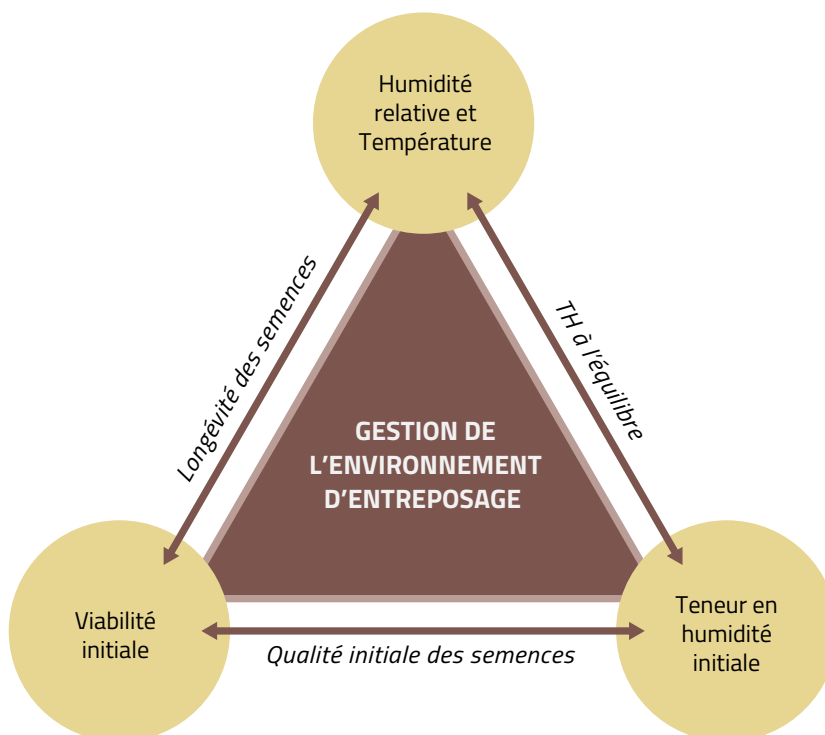 Humidité
relative et
Température
Longévité des semences
TH à l'équilibre
GESTION DE
L'ENVIRONNEMENT
D'ENTREPOSAGE
Viabilité
initiale
Qualité initiale des semences
Teneur en
humidité
initiale